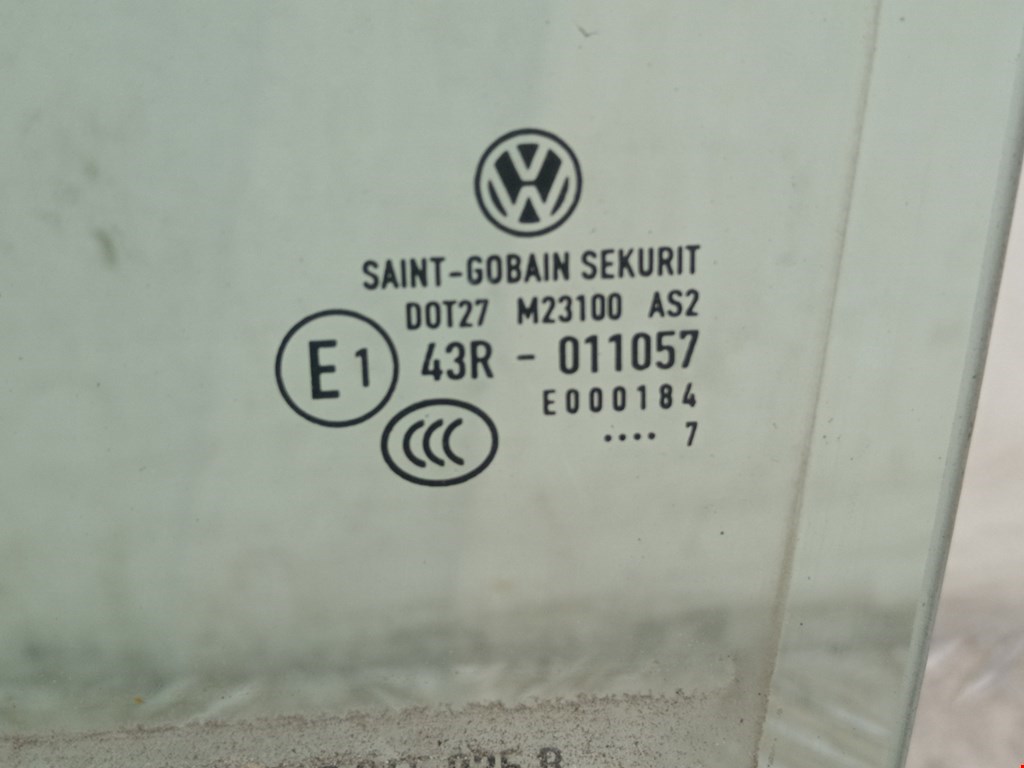 SAINT-GOBAIN SEKURIT
DOT27 M23100 AS2
E1 43R - 011057
E000184
CCC
•••• 7